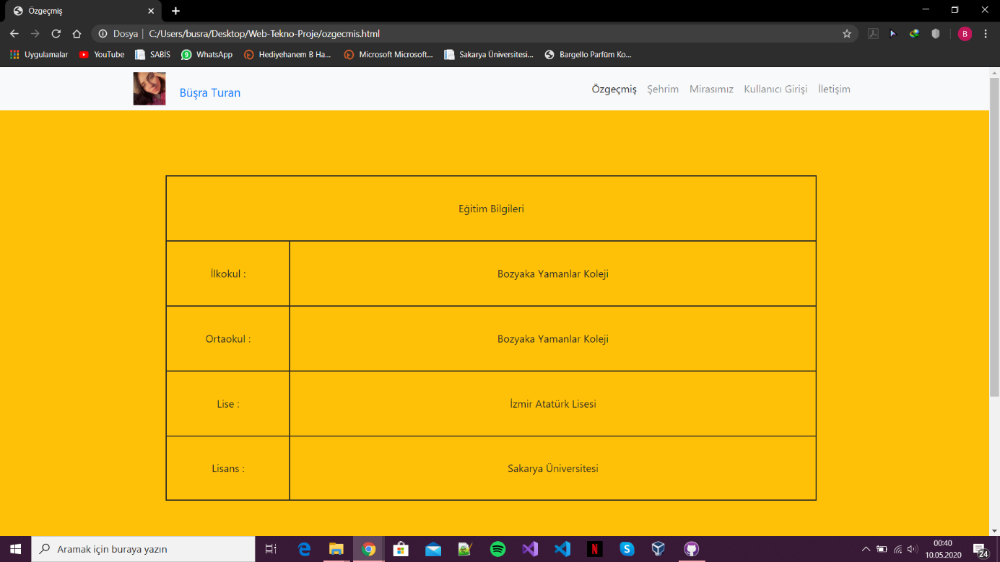 Özgeçmiş
Dosya | C:/Users/busra/Desktop/Web-Tekno-Proje/ozgecmis.html
B
Uygulamalar YouTube SABİS 9 WhatsApp Hediyehanem B Ha... Microsoft Microsoft... Sakarya Üniversitesi... Bargello Parfüm Ko...
Büşra Turan
Özgeçmiş Şehrim Mirasımız Kullanıcı Girişi İletişim
Eğitim Bilgileri
İlkokul : Bozyaka Yamanlar Koleji
Ortaokul : Bozyaka Yamanlar Koleji
Lise : İzmir Atatürk Lisesi
Lisans : Sakarya Üniversitesi
Aramak için buraya yazın
00:40
10.05.2020
24